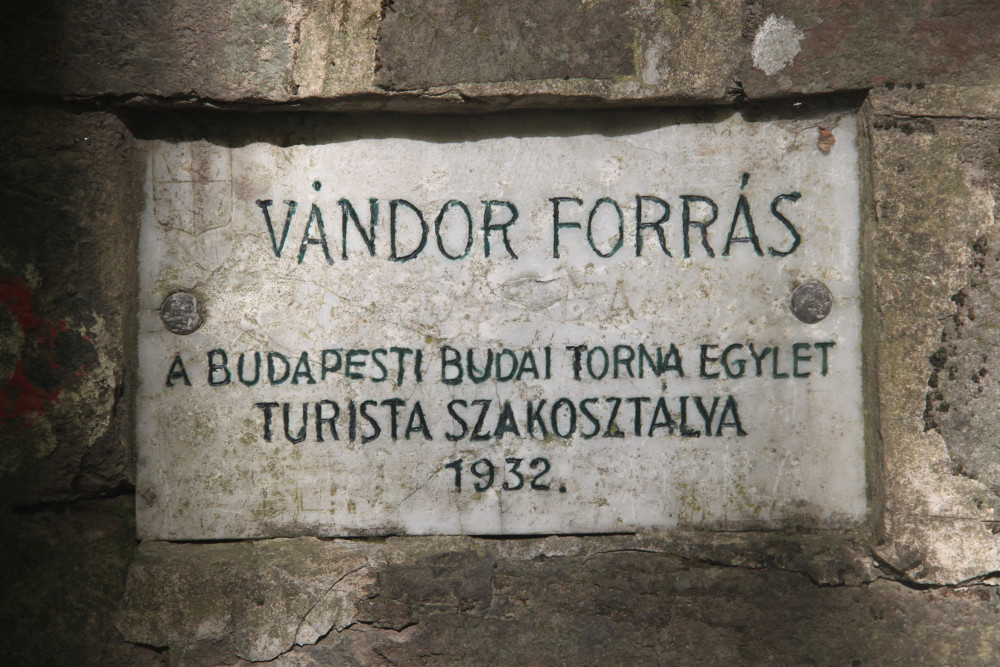 VÁNDOR FORRÁS
A BUDAPESTI BUDAI TORNA EGYLET
TURISTA SZAKOSZTÁLYA
1932.